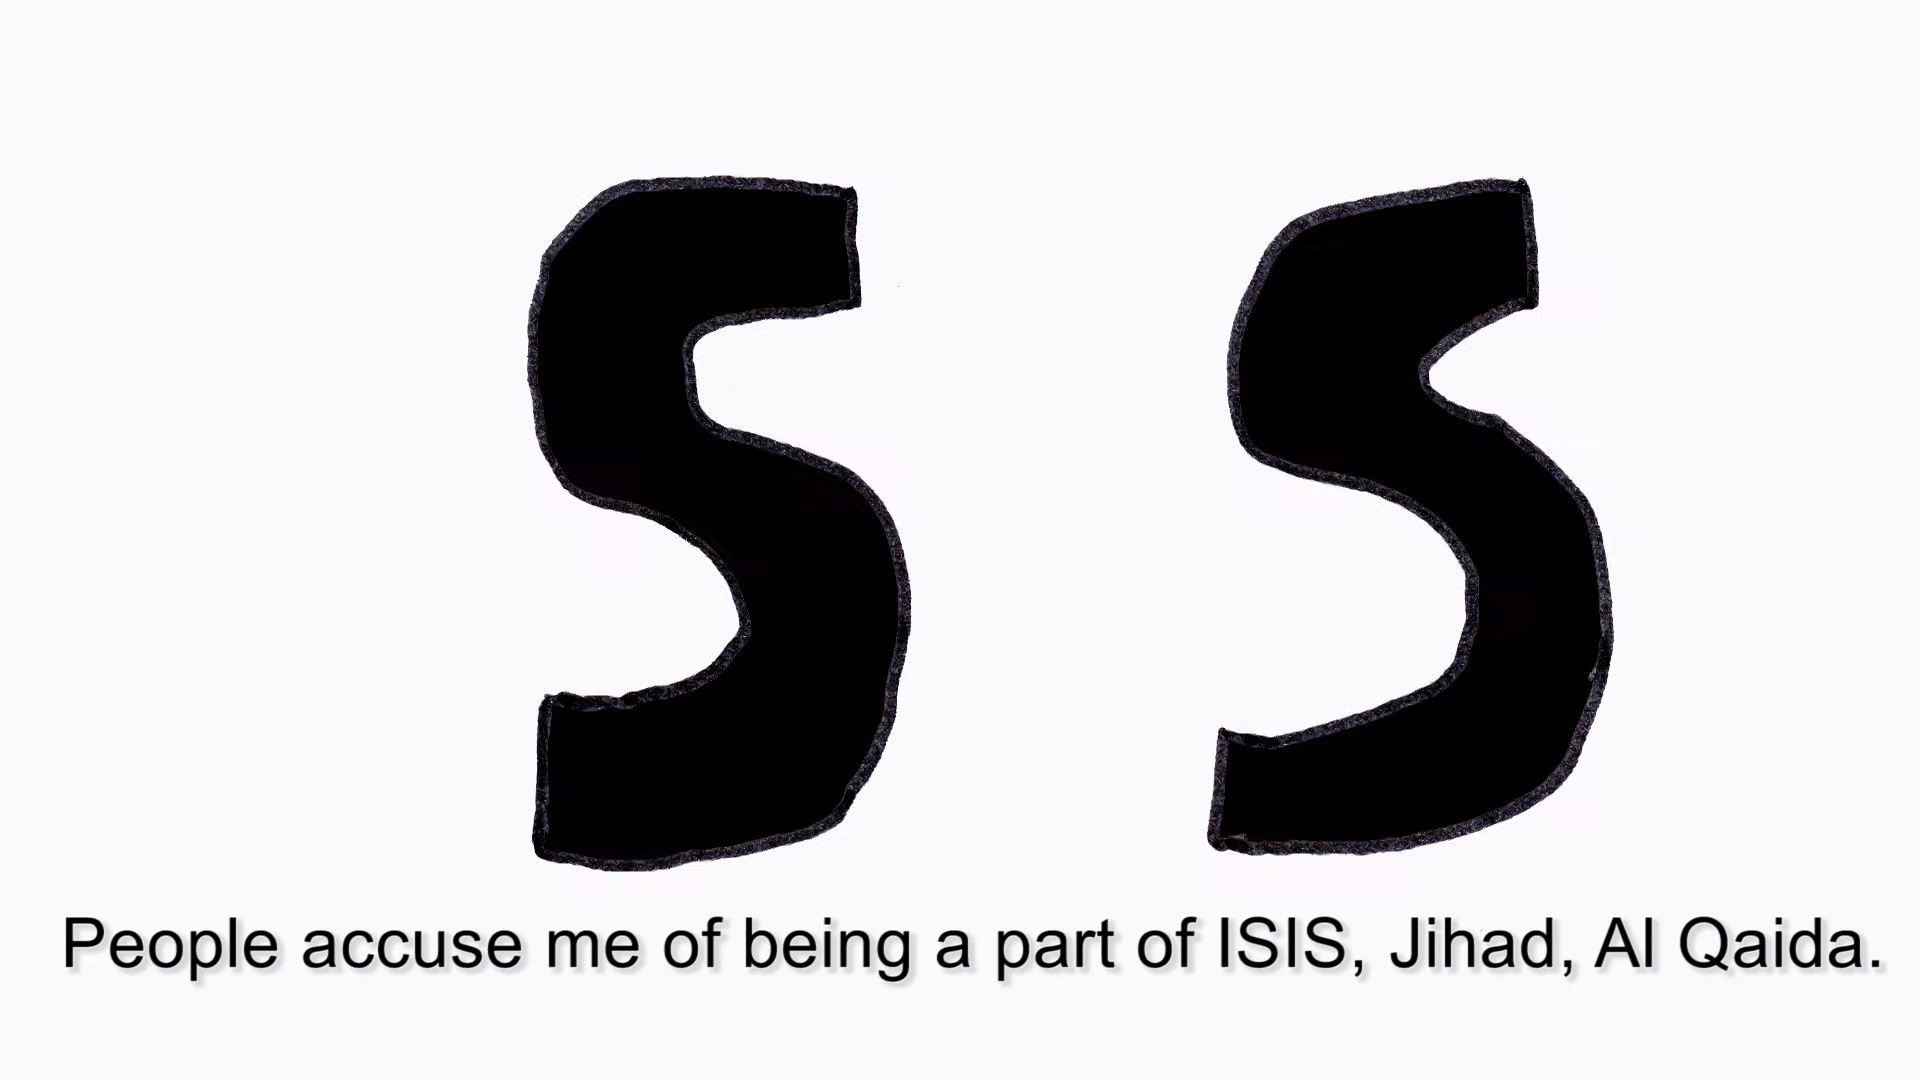 S S
People accuse me of being a part of ISIS, Jihad, Al Qaida.